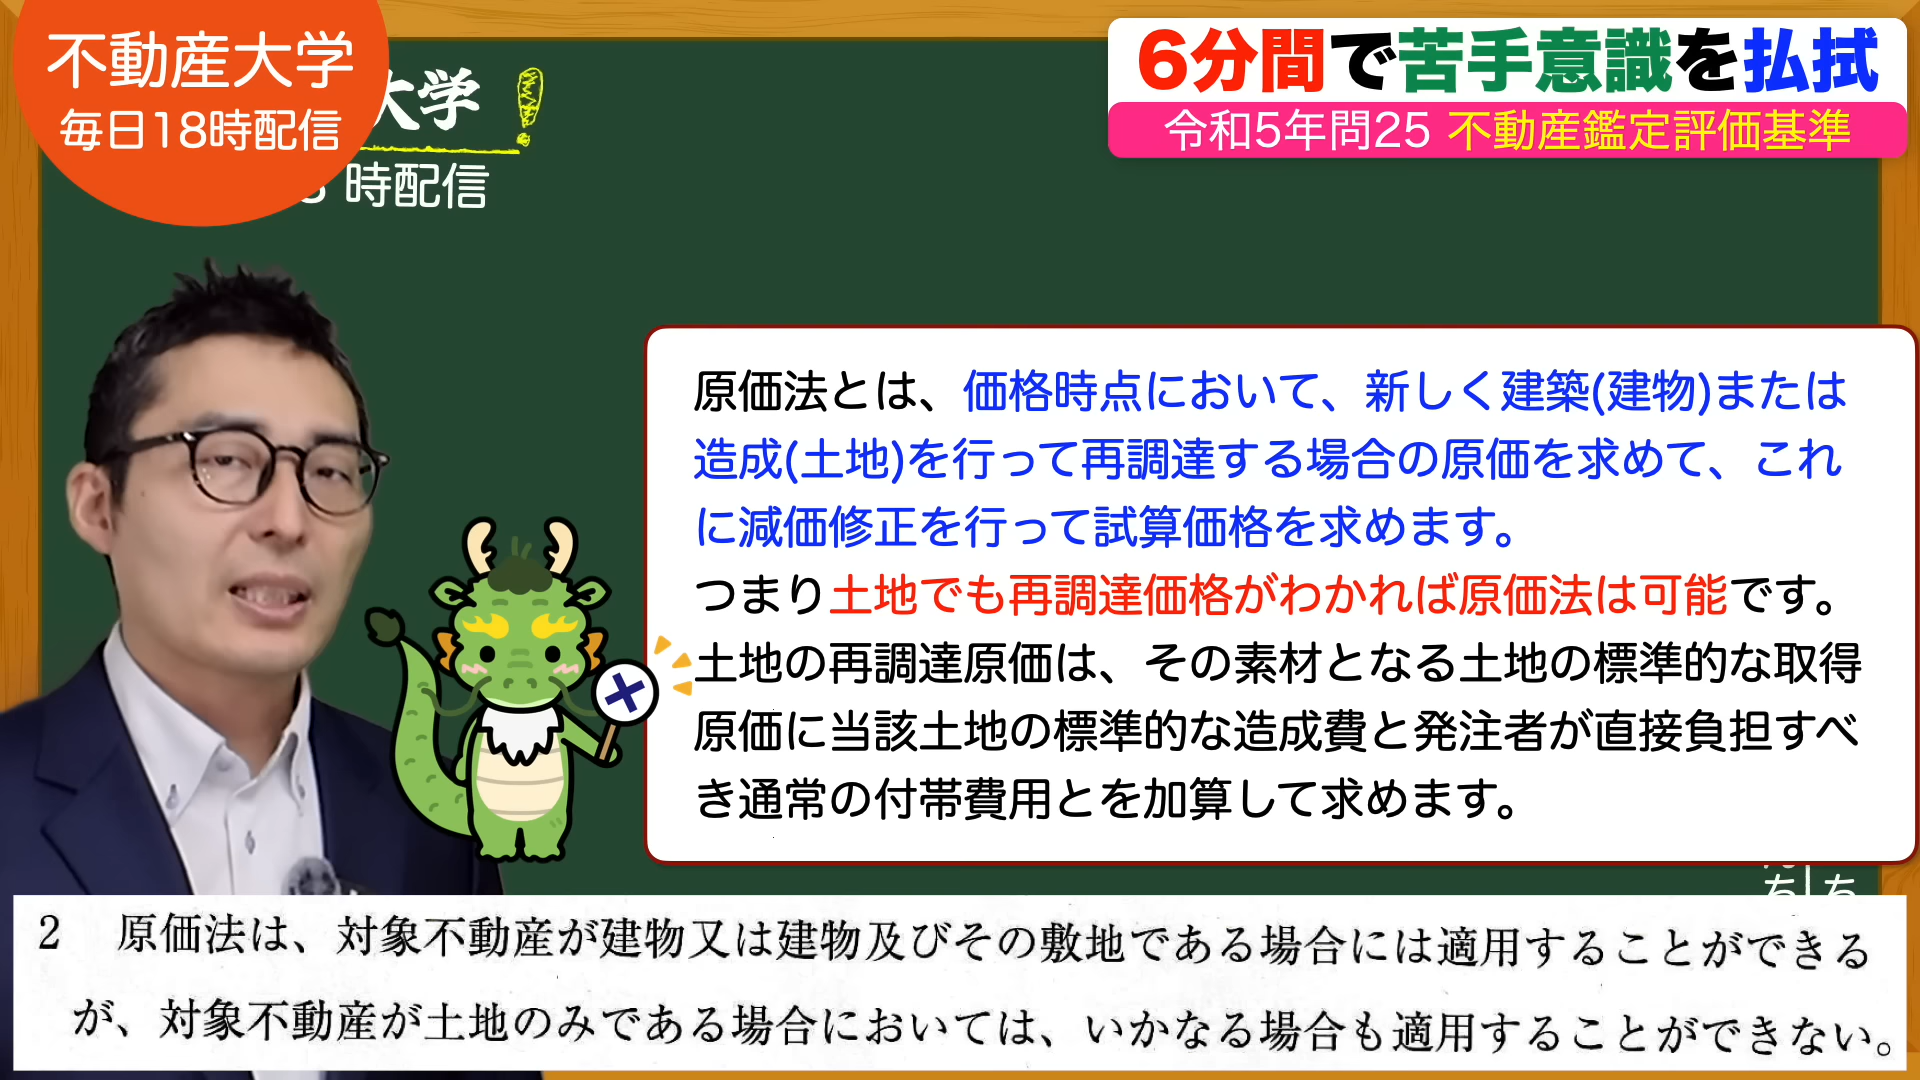 不動産大学
毎日18時配信
大学!
時配信
6分間で苦手意識を払拭
令和5年問25 不動産鑑定評価基準
原価法とは、価格時点において、新しく建築(建物)または
造成(土地)を行って再調達する場合の原価を求めて、これ
に減価修正を行って試算価格を求めます。
つまり土地でも再調達価格がわかれば原価法は可能です。
土地の再調達原価は、その素材となる土地の標準的な取得
原価に当該土地の標準的な造成費と発注者が直接負担すべ
き通常の付帯費用とを加算して求めます。
2 原価法は、対象不動産が建物又は建物及びその敷地である場合には適用することができる
が、対象不動産が土地のみである場合においては、いかなる場合も適用することができない。